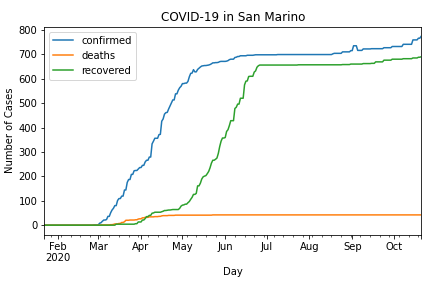 COVID-19 in San Marino
800
700
600
500
400
300
200
100
0
Number of Cases
confirmed
deaths
recovered
Feb Mar Apr May Jun Jul Aug Sep Oct
2020
Day